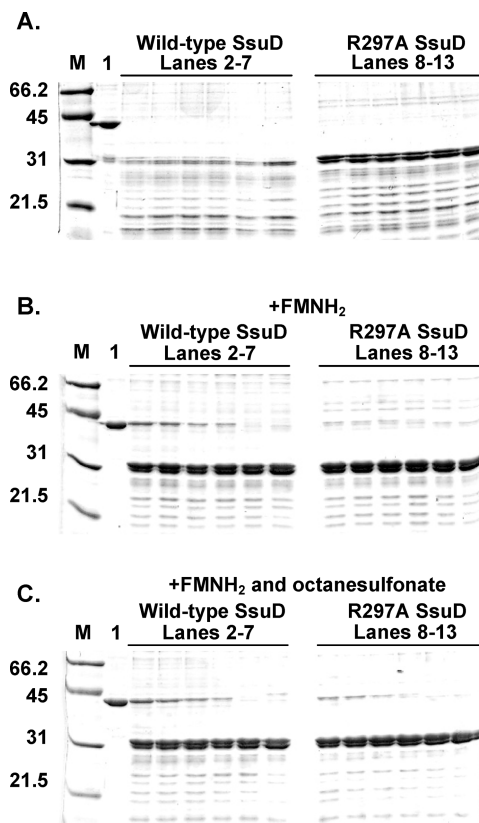 A.
Wild-type SsuD R297A SsuD
M 1 Lanes 2-7 Lanes 8-13
66.2
45
31
21.5
B.
+FMNH₂
Wild-type SsuD R297A SsuD
M 1 Lanes 2-7 Lanes 8-13
66.2
45
31
21.5
C.
+FMNH₂ and octanesulfonate
Wild-type SsuD R297A SsuD
M 1 Lanes 2-7 Lanes 8-13
66.2
45
31
21.5